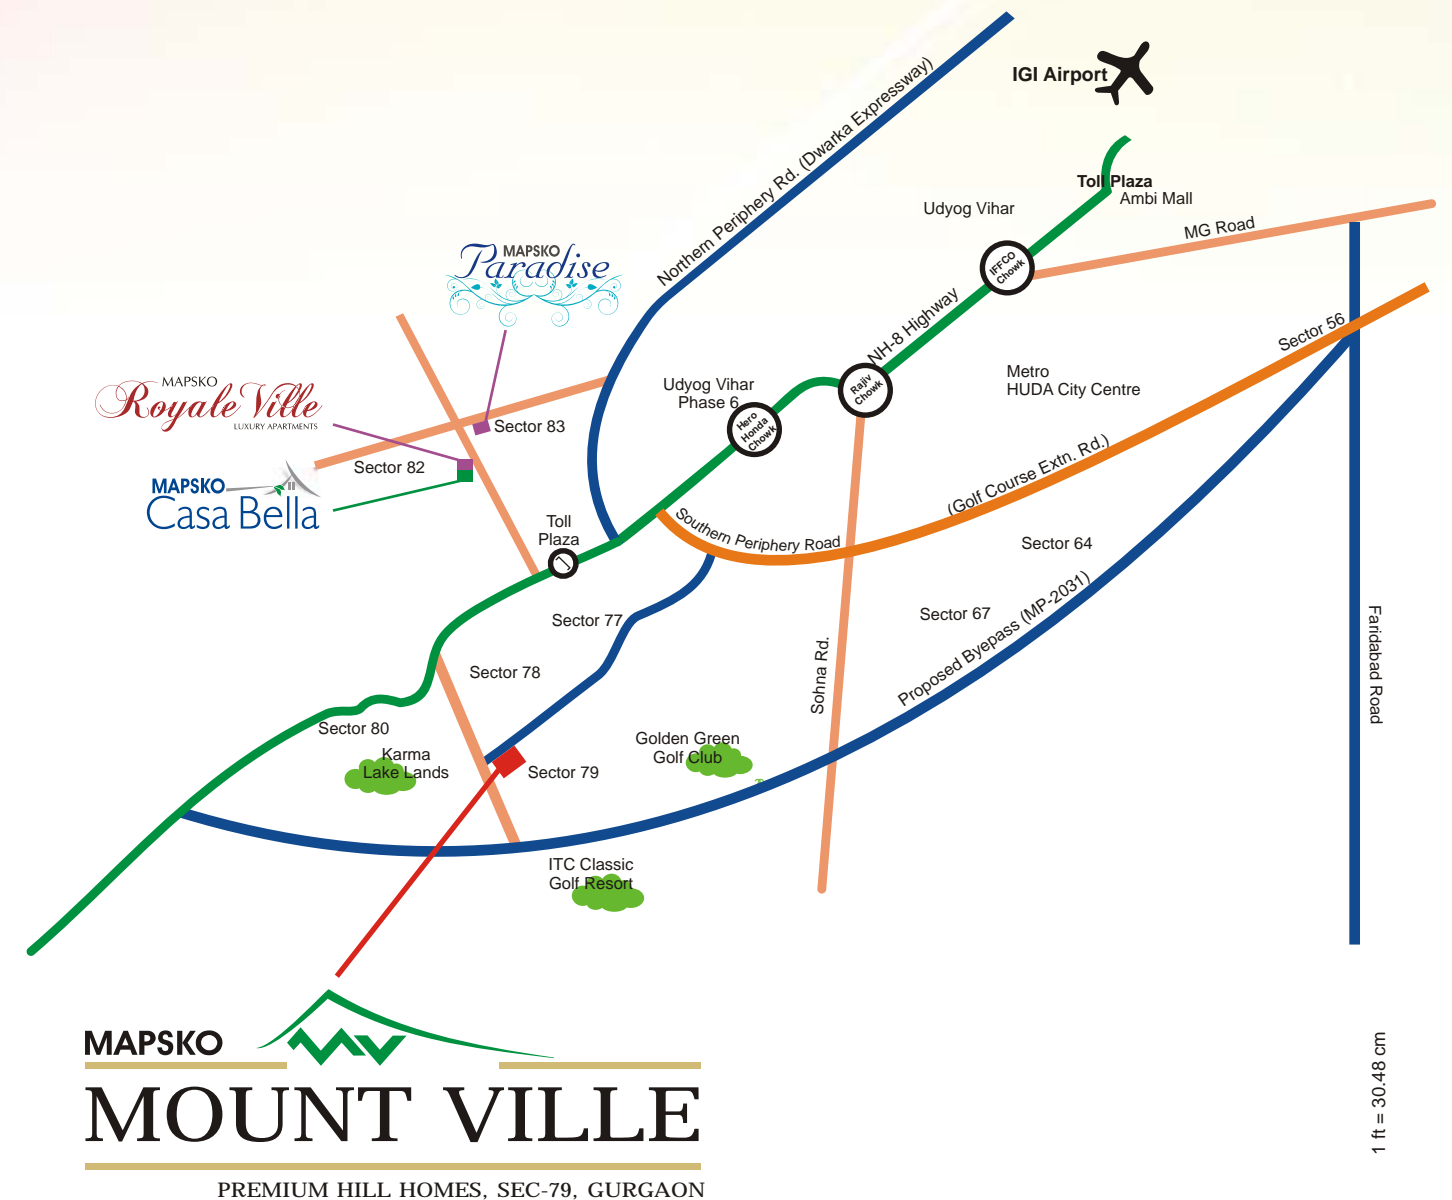 IGI Airport
Northern Periphery Rd. (Dwarka Expressway)
Toll Plaza
Ambi Mall
Udyog Vihar
MG Road
IFFCO
Chowk
MAPSKO
Paradise
NH-8 Highway
Sector 56
Metro
HUDA City Centre
Rajiv
Chowk
Udyog Vihar
Phase 6
Hero
Honda
Chowk
MAPSKO
Royale Ville
LUXURY APARTMENTS
Sector 83
Sector 82
MAPSKO
Casa Bella
(Golf Course Extn. Rd.)
Southern Periphery Road
Toll
Plaza
Sector 64
Sector 67
Proposed Byepass (MP-2031)
Faridabad Road
Sector 77
Sohna Rd.
Sector 78
Sector 80
Karma
Lake Lands
Golden Green
Golf Club
Sector 79
ITC Classic
Golf Resort
MAPSKO
MOUNT VILLE
PREMIUM HILL HOMES, SEC-79, GURGAON
1 ft = 30.48 cm